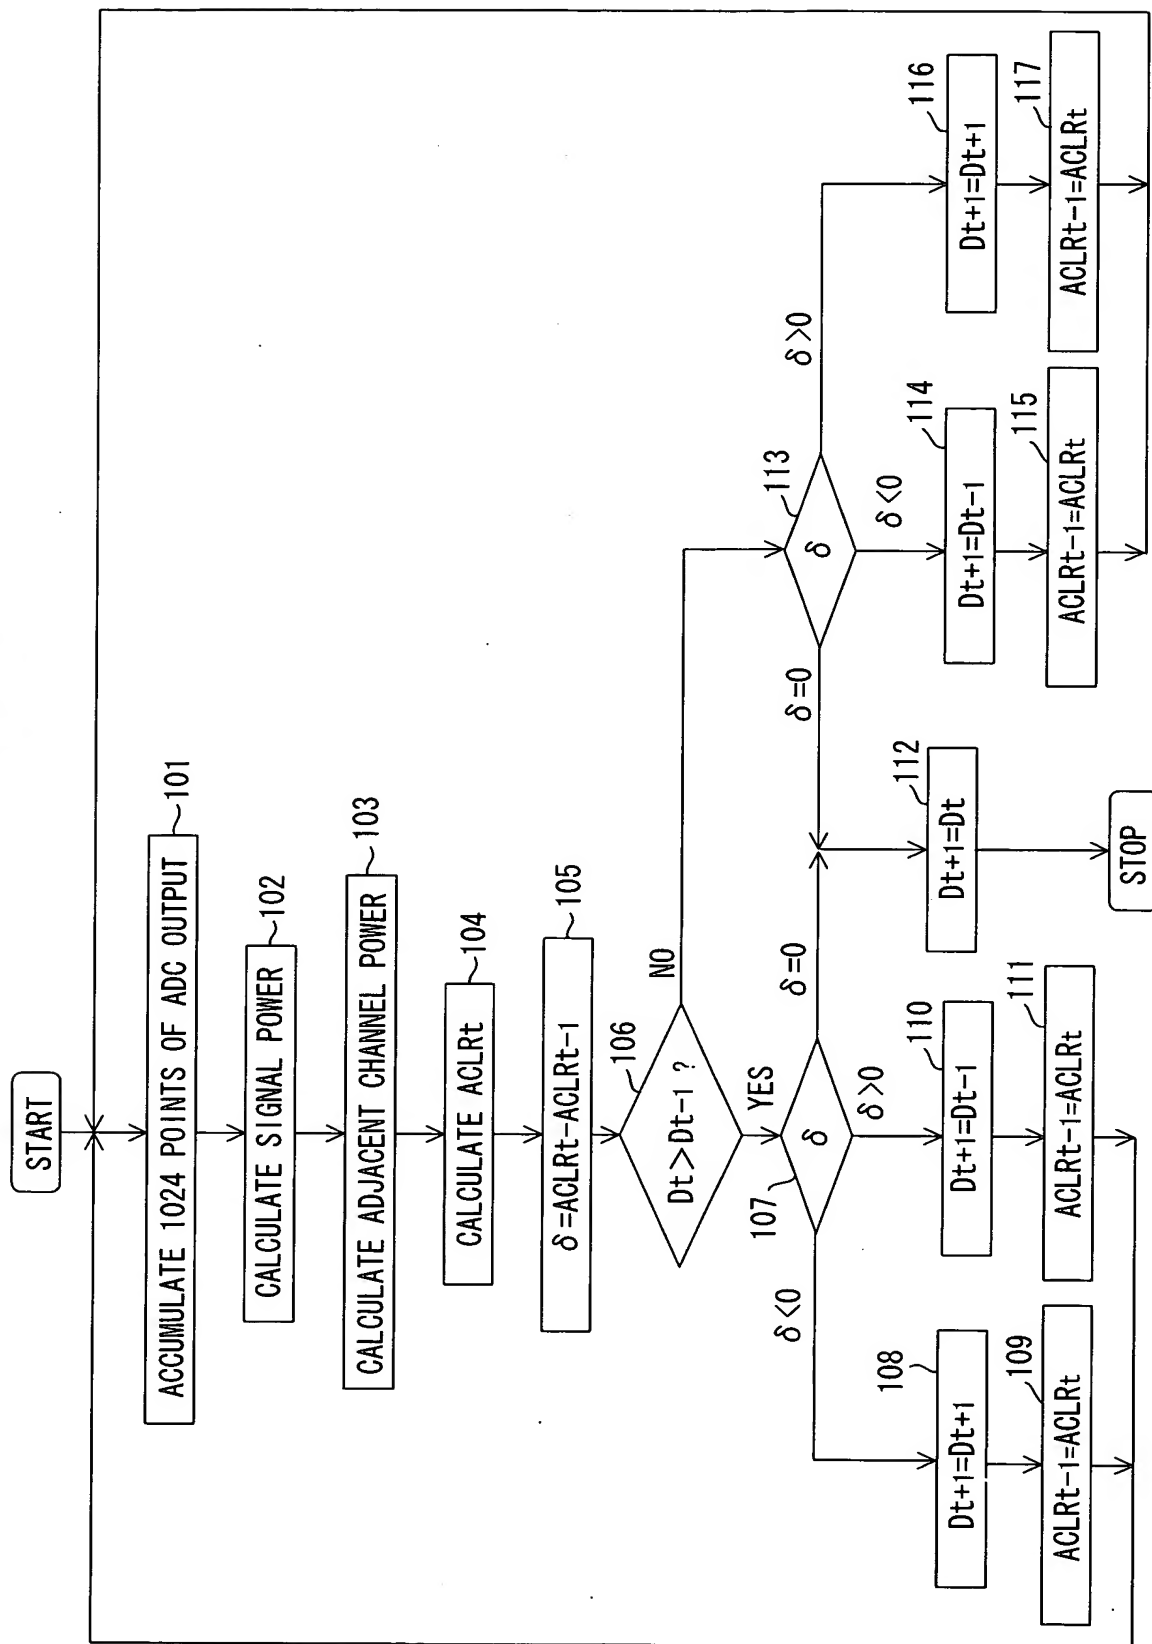 START
ACCUMULATE 1024 POINTS OF ADC OUTPUT
101
CALCULATE SIGNAL POWER
102
CALCULATE ADJACENT CHANNEL POWER
103
CALCULATE ACLRt
104
δ=ACLRt-ACLRt-1
105
Dt>Dt-1 ?
106
NO
YES
δ
107
δ<0
δ>0
δ=0
Dt+1=Dt+1
108
ACLRt-1=ACLRt
109
Dt+1=Dt-1
110
ACLRt-1=ACLRt
111
Dt+1=Dt
112
STOP
δ
113
δ=0
δ<0
δ>0
Dt+1=Dt-1
114
ACLRt-1=ACLRt
115
Dt+1=Dt+1
116
ACLRt-1=ACLRt
117